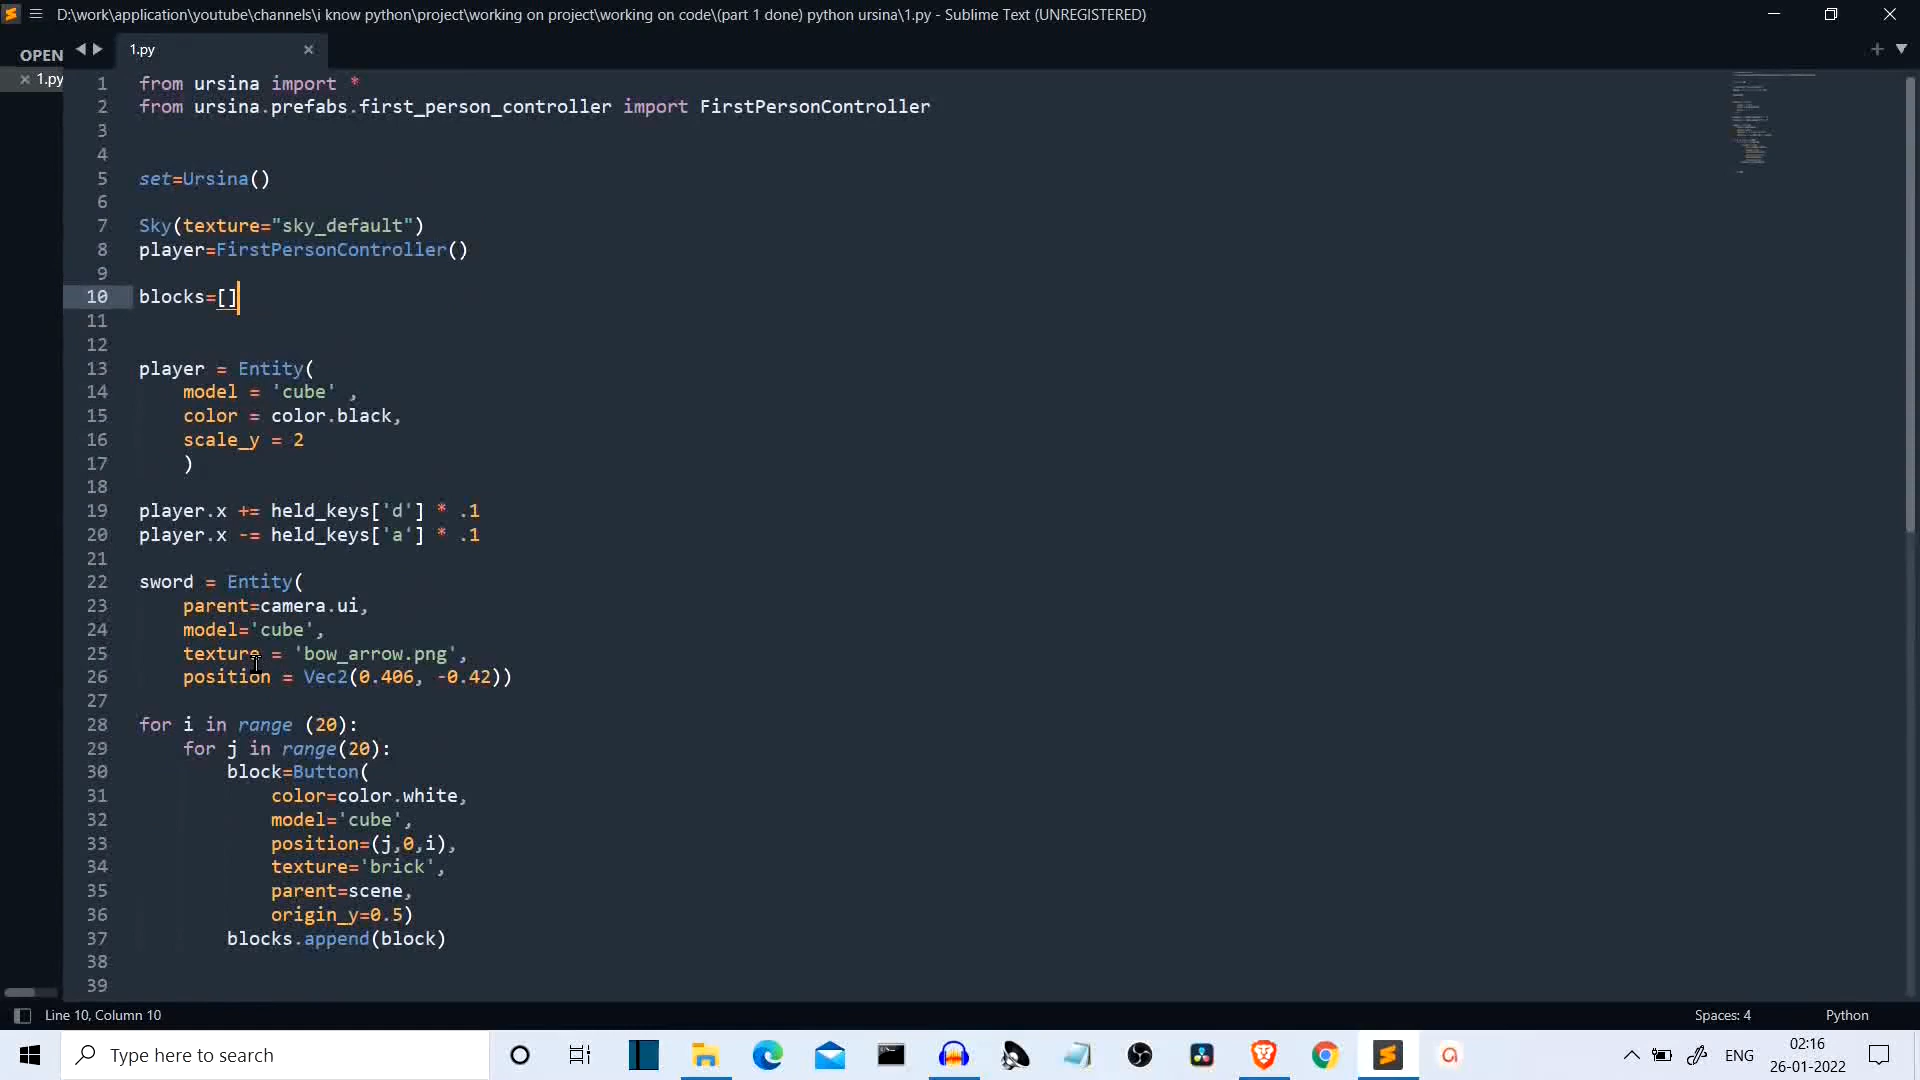 D:\work\application\youtube\channels\i know python\project\working on project\working on code\(part 1 done) python ursina\1.py - Sublime Text (UNREGISTERED)
OPEN
1.py
1.py
1 from ursina import *
2 from ursina.prefabs.first_person_controller import FirstPersonController
3
4
5 set=Ursina()
6
7 Sky(texture="sky_default")
8 player=FirstPersonController()
9
10 blocks=[]
11
12
13 player = Entity(
14 model = 'cube' ,
15 color = color.black,
16 scale_y = 2
17 )
18
19 player.x += held_keys['d'] * .1
20 player.x -= held_keys['a'] * .1
21
22 sword = Entity(
23 parent=camera.ui,
24 model='cube',
25 texture = 'bow_arrow.png',
26 position = Vec2(0.406, -0.42))
27
28 for i in range (20):
29 for j in range(20):
30 block=Button(
31 color=color.white,
32 model='cube',
33 position=(j,0,i),
34 texture='brick',
35 parent=scene,
36 origin_y=0.5)
37 blocks.append(block)
38
39
Line 10, Column 10
Spaces: 4
Python
Type here to search
ENG
02:16
26-01-2022